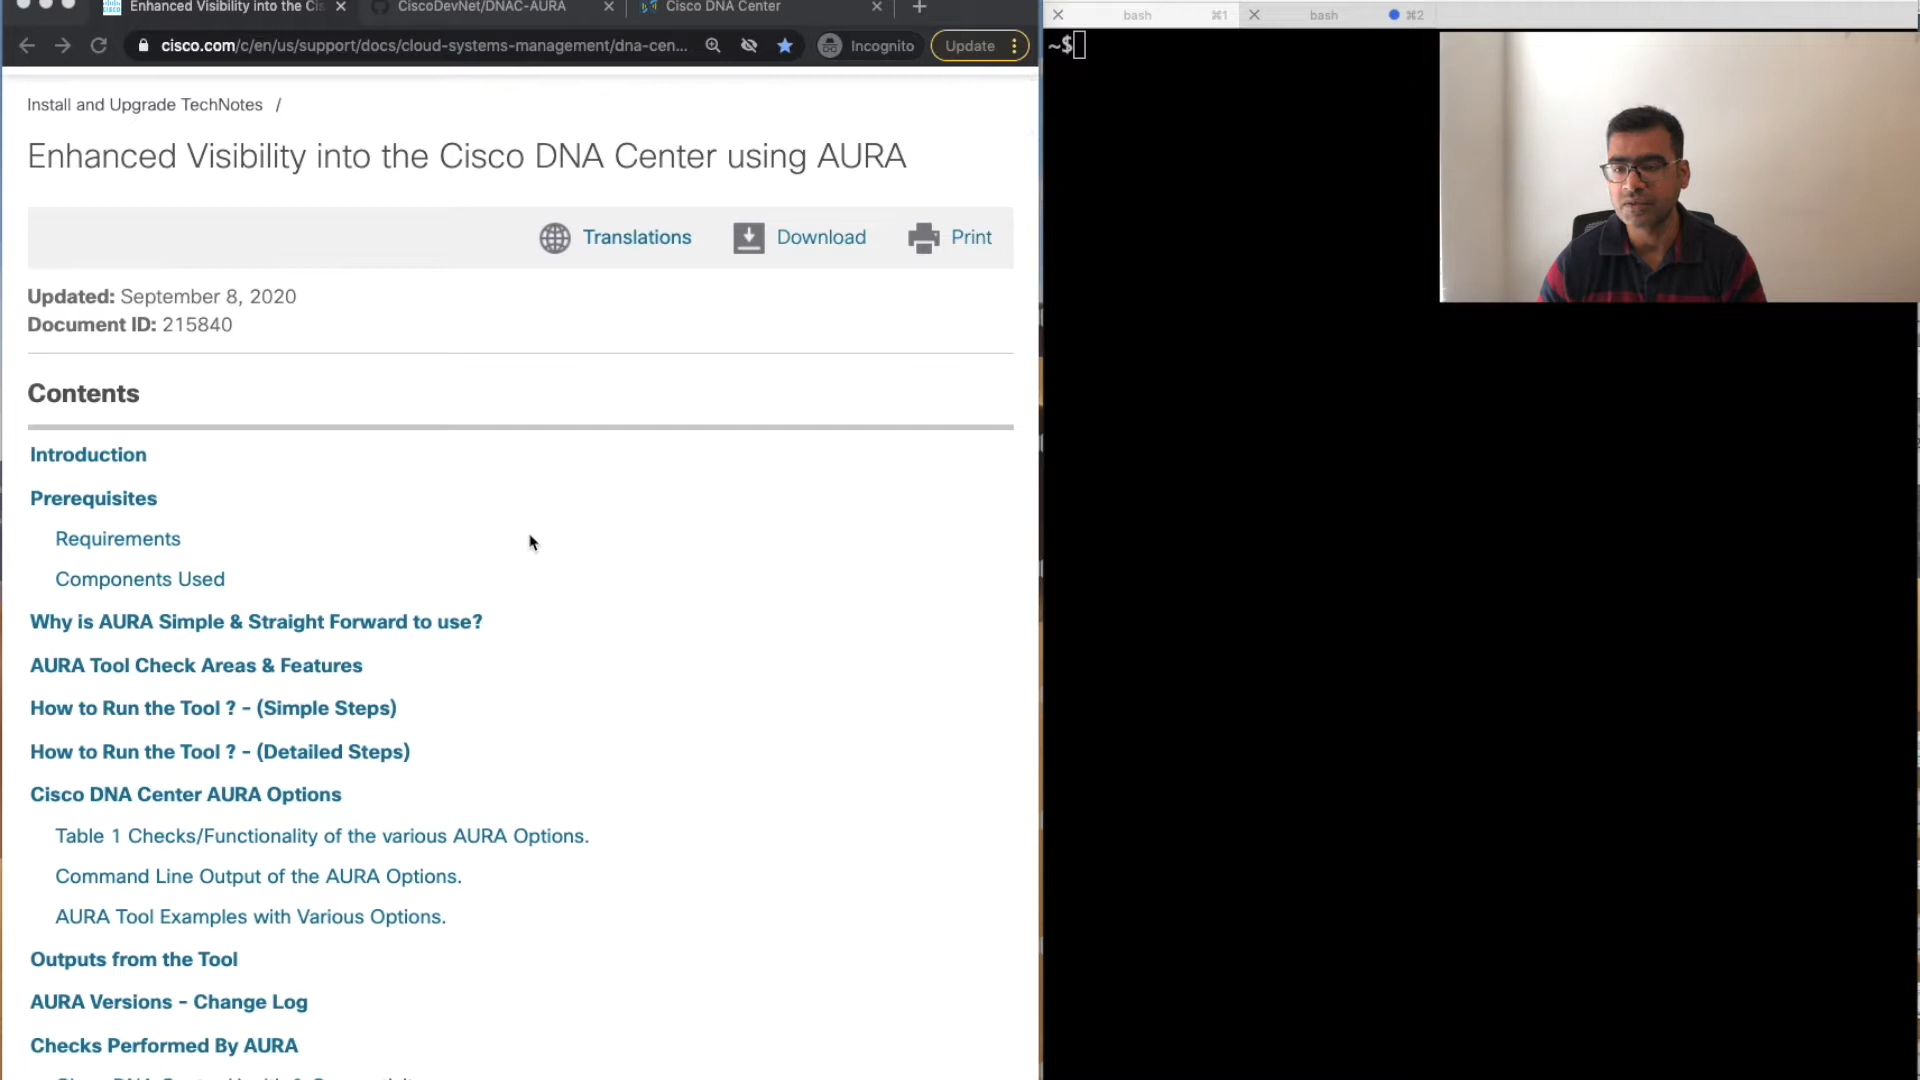 Enhanced Visibility into the Cis
CiscoDevNet/DNAC-AURA
Cisco DNA Center
cisco.com/c/en/us/support/docs/cloud-systems-management/dna-cen...
Incognito
Update
bash ⌘1
bash ⌘2
~$
Install and Upgrade TechNotes /
Enhanced Visibility into the Cisco DNA Center using AURA
Translations
Download
Print
Updated: September 8, 2020
Document ID: 215840
Contents
Introduction
Prerequisites
Requirements
Components Used
Why is AURA Simple & Straight Forward to use?
AURA Tool Check Areas & Features
How to Run the Tool ? - (Simple Steps)
How to Run the Tool ? - (Detailed Steps)
Cisco DNA Center AURA Options
Table 1 Checks/Functionality of the various AURA Options.
Command Line Output of the AURA Options.
AURA Tool Examples with Various Options.
Outputs from the Tool
AURA Versions - Change Log
Checks Performed By AURA